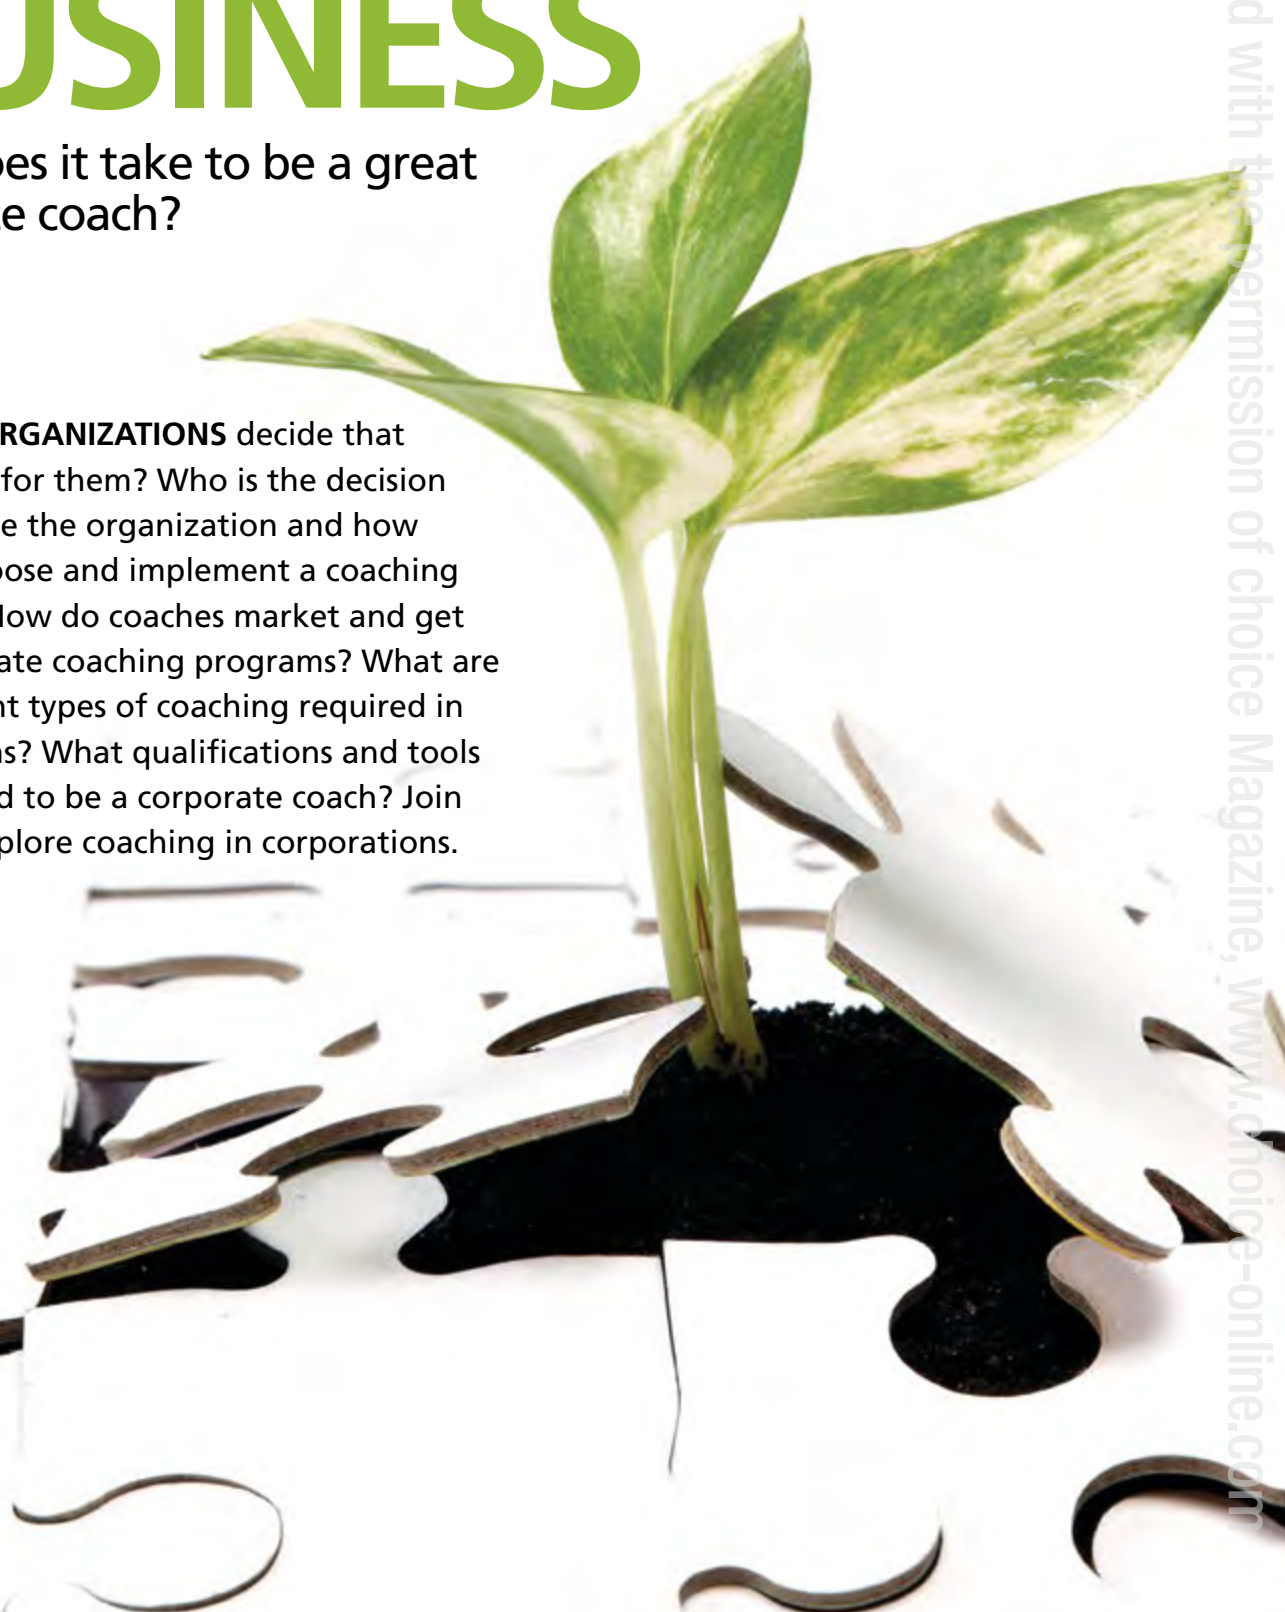 USINESS
oes it take to be a great
te coach?
RGANIZATIONS decide that
for them? Who is the decision
e the organization and how
oose and implement a coaching
How do coaches market and get
ate coaching programs? What are
nt types of coaching required in
ns? What qualifications and tools
d to be a corporate coach? Join
plore coaching in corporations.
d with the permission of choice Magazine, www.choice-online.com